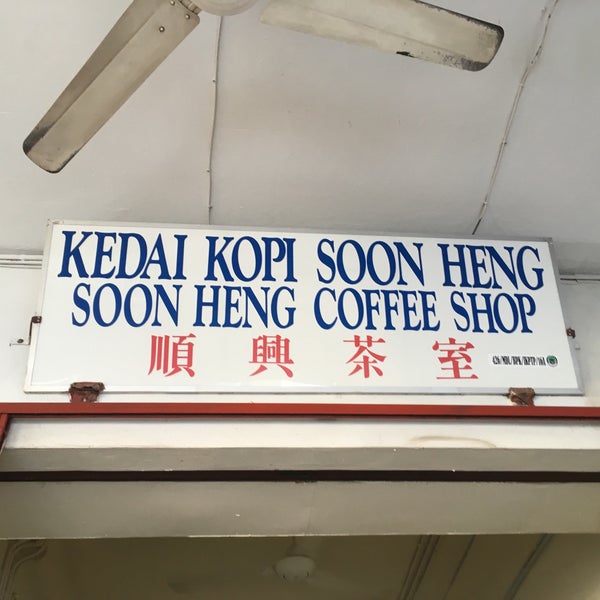 KEDAI KOPI SOON HENG
SOON HENG COFFEE SHOP
順興茶室